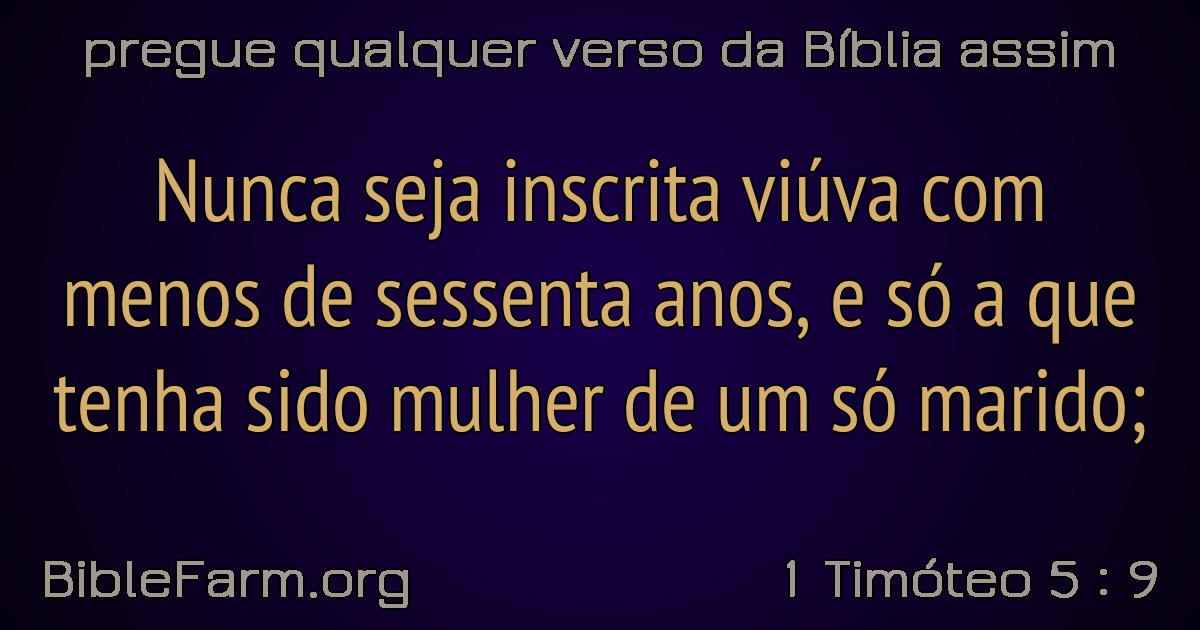 pregue qualquer verso da Bíblia assim
Nunca seja inscrita viúva com
menos de sessenta anos, e só a que
tenha sido mulher de um só marido;
BibleFarm.org
1 Timóteo 5 : 9